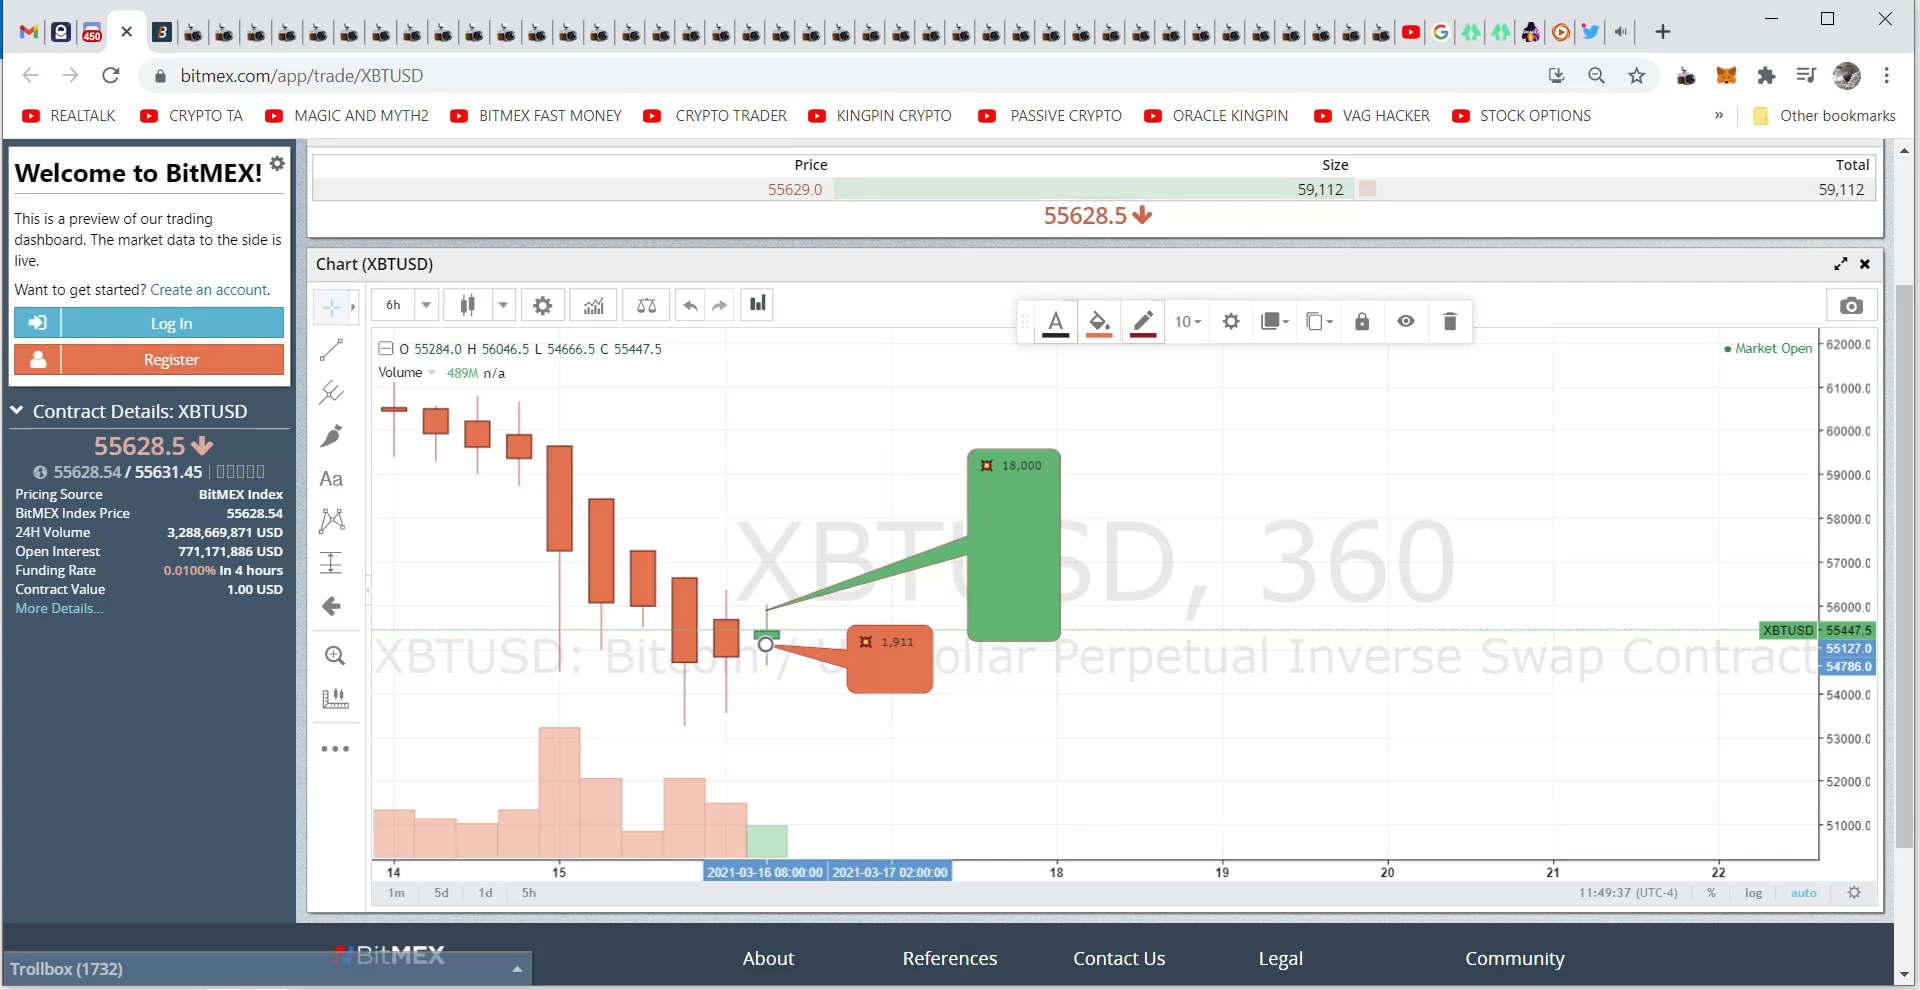 450
bitmex.com/app/trade/XBTUSD
REALTALK CRYPTO TA MAGIC AND MYTH2 BITMEX FAST MONEY CRYPTO TRADER KINGPIN CRYPTO PASSIVE CRYPTO ORACLE KINGPIN VAG HACKER STOCK OPTIONS » Other bookmarks
Welcome to BitMEX!
This is a preview of our trading
dashboard. The market data to the side is
live.
Want to get started? Create an account.
Log In
Register
Contract Details: XBTUSD
55628.5
55628.54 / 55631.45
Pricing Source BitMEX Index
BitMEX Index Price 55628.54
24H Volume 3,288,669,871 USD
Open Interest 771,171,886 USD
Funding Rate 0.0100% In 4 hours
Contract Value 1.00 USD
More Details...
Price Size Total
55629.0 59,112 59,112
55628.5
Chart (XBTUSD)
6h
A 10
Aa
O 55284.0 H 56046.5 L 54666.5 C 55447.5
Volume 489M n/a
Market Open
XBTUSD, 360
XBTUSD: Bitcoin / US Dollar Perpetual Inverse Swap Contract
18,000
1,911
62000.0
61000.0
60000.0
59000.0
58000.0
57000.0
56000.0
XBTUSD 55447.5
55127.0
54786.0
54000.0
53000.0
52000.0
51000.0
14 15 2021-03-16 08:00:00 2021-03-17 02:00:00 18 19 20 21 22
1m 5d 1d 5h 11:49:37 (UTC-4) % log auto
BitMEX
Trollbox (1732)
About References Contact Us Legal Community